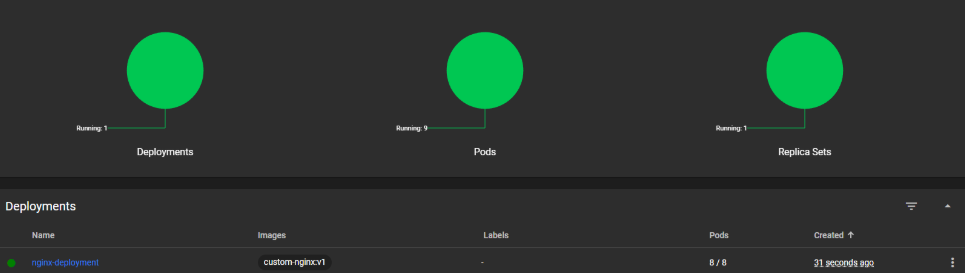 Running: 1 Running: 9 Running: 1
Deployments Pods Replica Sets
Deployments
Name Images Labels Pods Created
nginx-deployment custom-nginx:v1 - 8 / 8 31 seconds ago